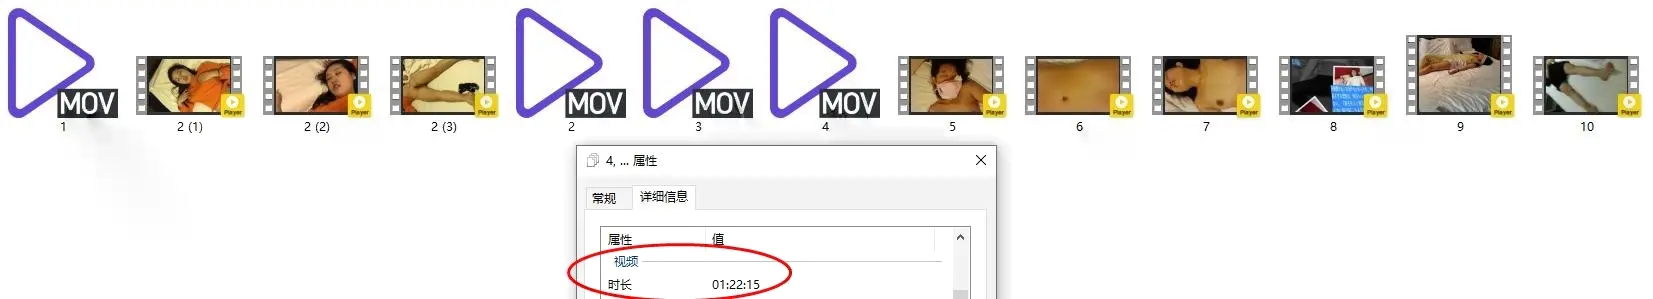 MOV
MOV
MOV
MOV
Player
Player
Player
Player
Player
Player
Player
Player
Player
1
2 (1)
2 (2)
2 (3)
2
3
4
5
6
7
8
9
10
4, ... 属性
常规
详细信息
属性 值
视频
时长 01:22:15